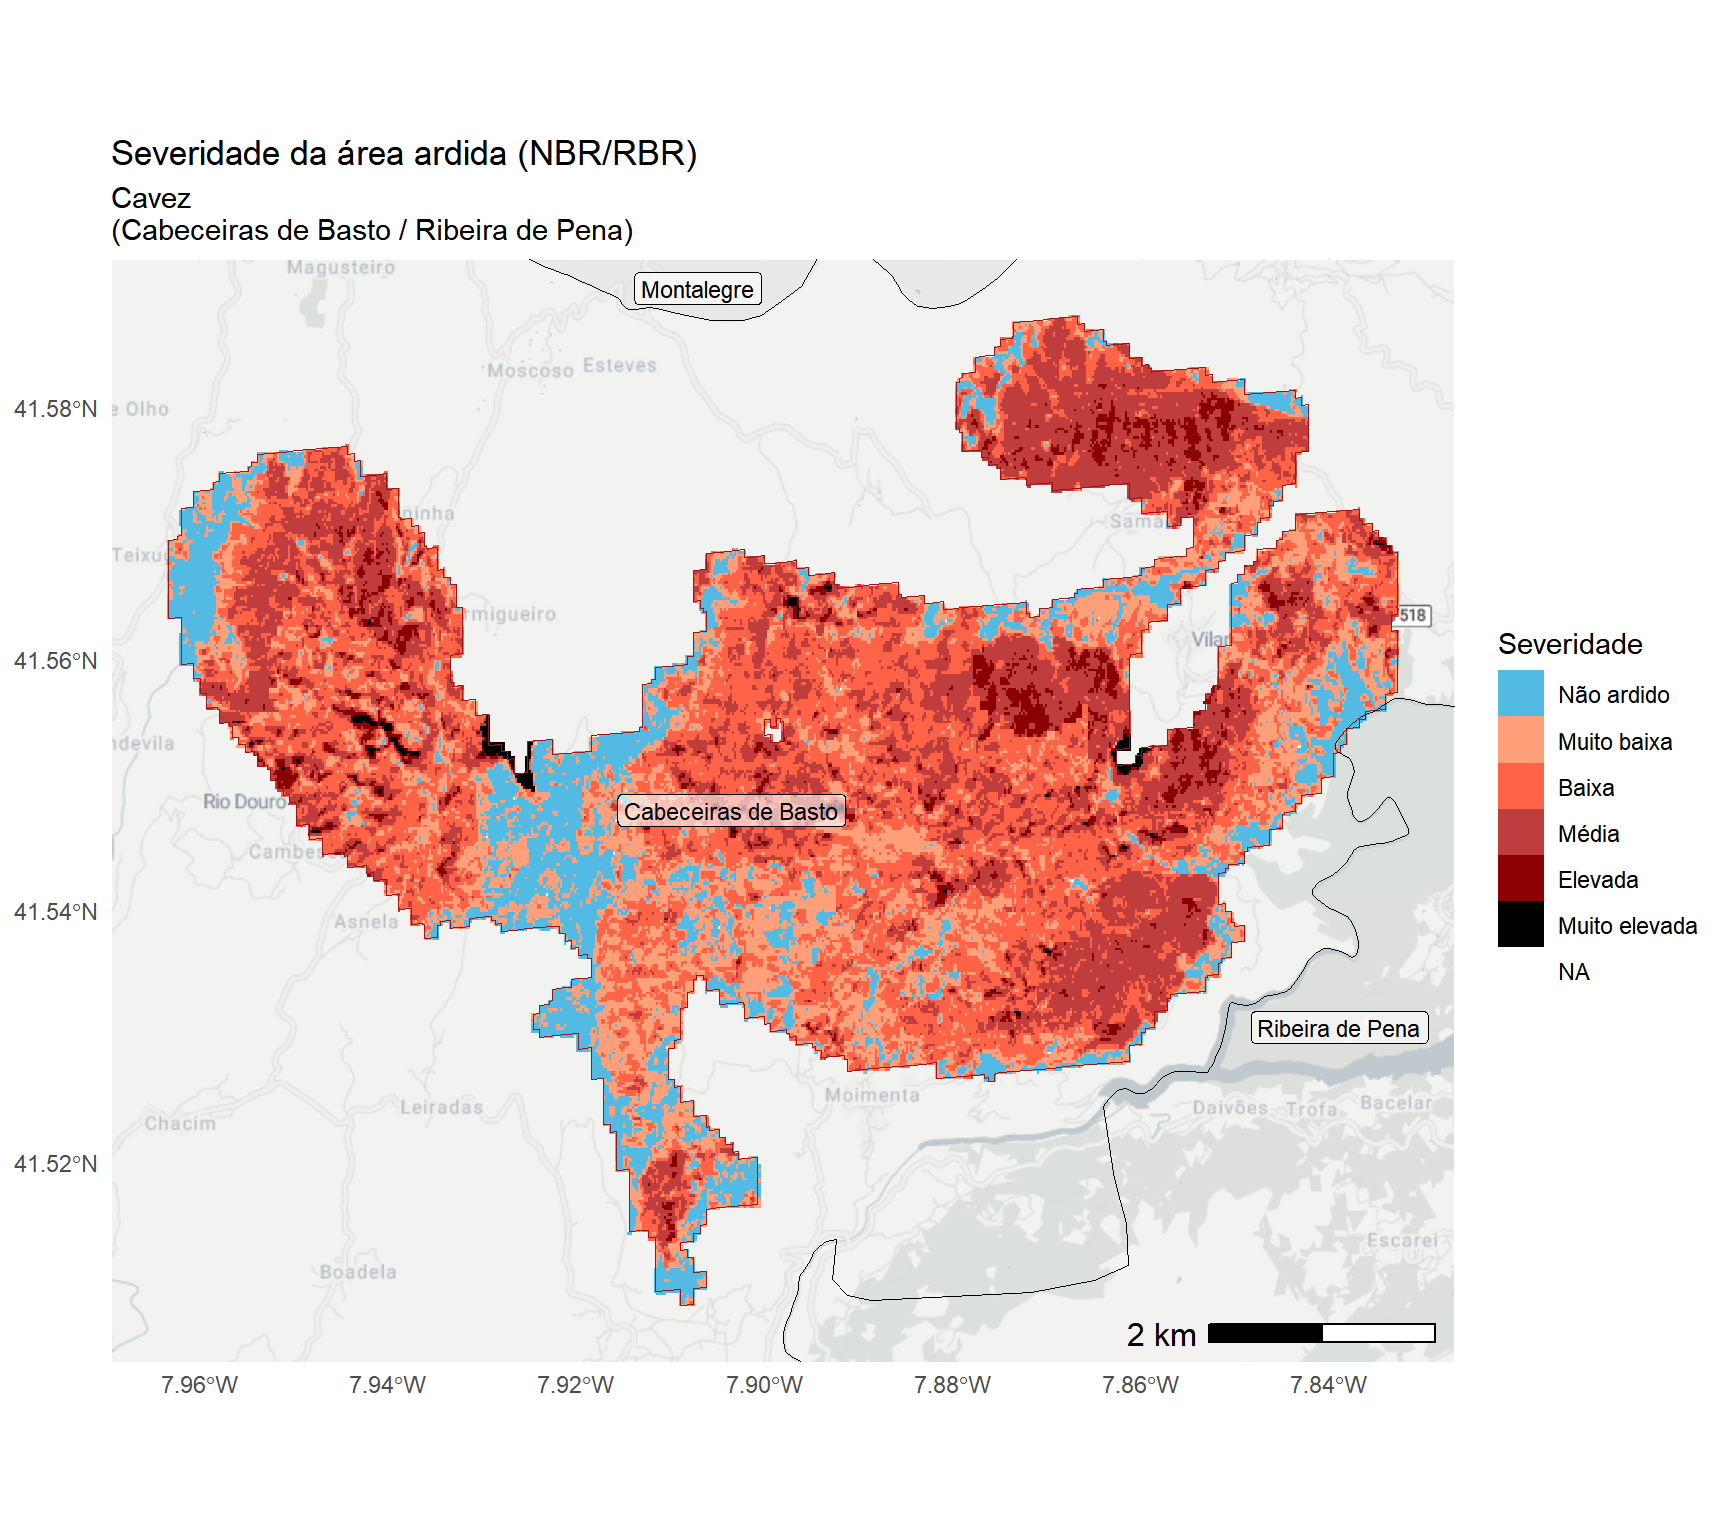 Severidade da área ardida (NBR/RBR)
Cavez
(Cabeceiras de Basto / Ribeira de Pena)
Magusteiro
Montalegre
Moscoso
Esteves
41.58°N
e Olho
ninha
Sama
Teixug
rmigueiro
518
Vilar
41.56°N
ndevila
Rio Douro
Cabeceiras de Basto
Cambes
41.54°N
Asnela
Ribeira de Pena
Moimenta
Leiradas
Chacim
Daivões
Trofa
Bacelar
41.52°N
Escarei
Boadela
2 km
7.96°W
7.94°W
7.92°W
7.90°W
7.88°W
7.86°W
7.84°W
Severidade
Não ardido
Muito baixa
Baixa
Média
Elevada
Muito elevada
NA